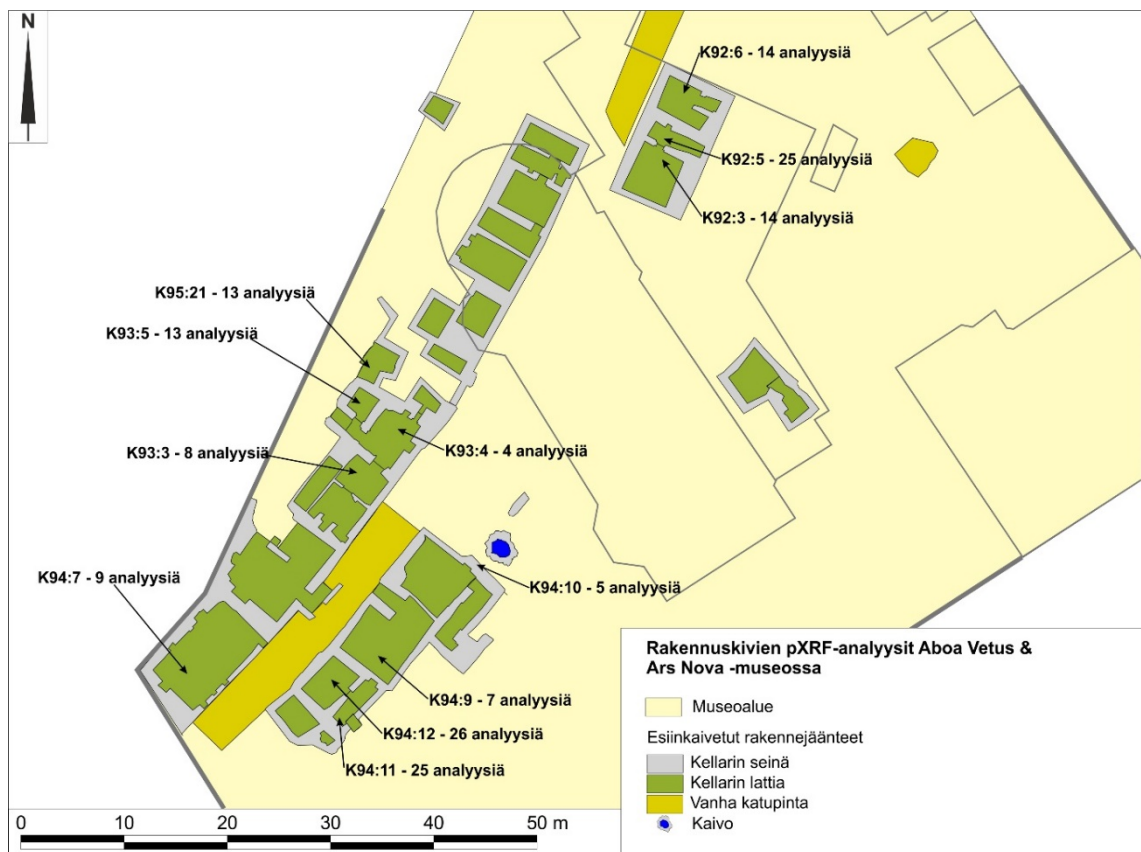 N
K92:6 - 14 analyysiä
K92:5 - 25 analyysiä
K92:3 - 14 analyysiä
K95:21 - 13 analyysiä
K93:5 - 13 analyysiä
K93:3 - 8 analyysiä
K93:4 - 4 analyysiä
K94:7 - 9 analyysiä
K94:10 - 5 analyysiä
K94:9 - 7 analyysiä
K94:12 - 26 analyysiä
K94:11 - 25 analyysiä
Rakennuskivien pXRF-analyysit Aboa Vetus &
Ars Nova -museossa
Museoalue
Esiinkaivetut rakennejäänteet
Kellarin seinä
Kellarin lattia
Vanha katupinta
Kaivo
0 10 20 30 40 50 m